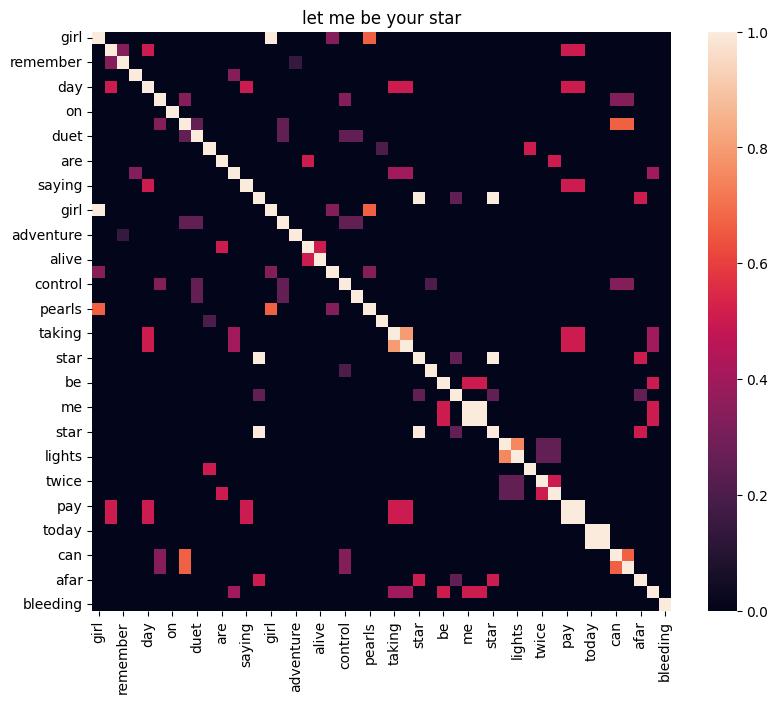 let me be your star
girl
remember
day
on
duet
are
saying
girl
adventure
alive
control
pearls
taking
star
be
me
star
lights
twice
pay
today
can
afar
bleeding
girl
remember
day
on
duet
are
saying
girl
adventure
alive
control
pearls
taking
star
be
me
star
lights
twice
pay
today
can
afar
bleeding
1.0
0.8
0.6
0.4
0.2
0.0